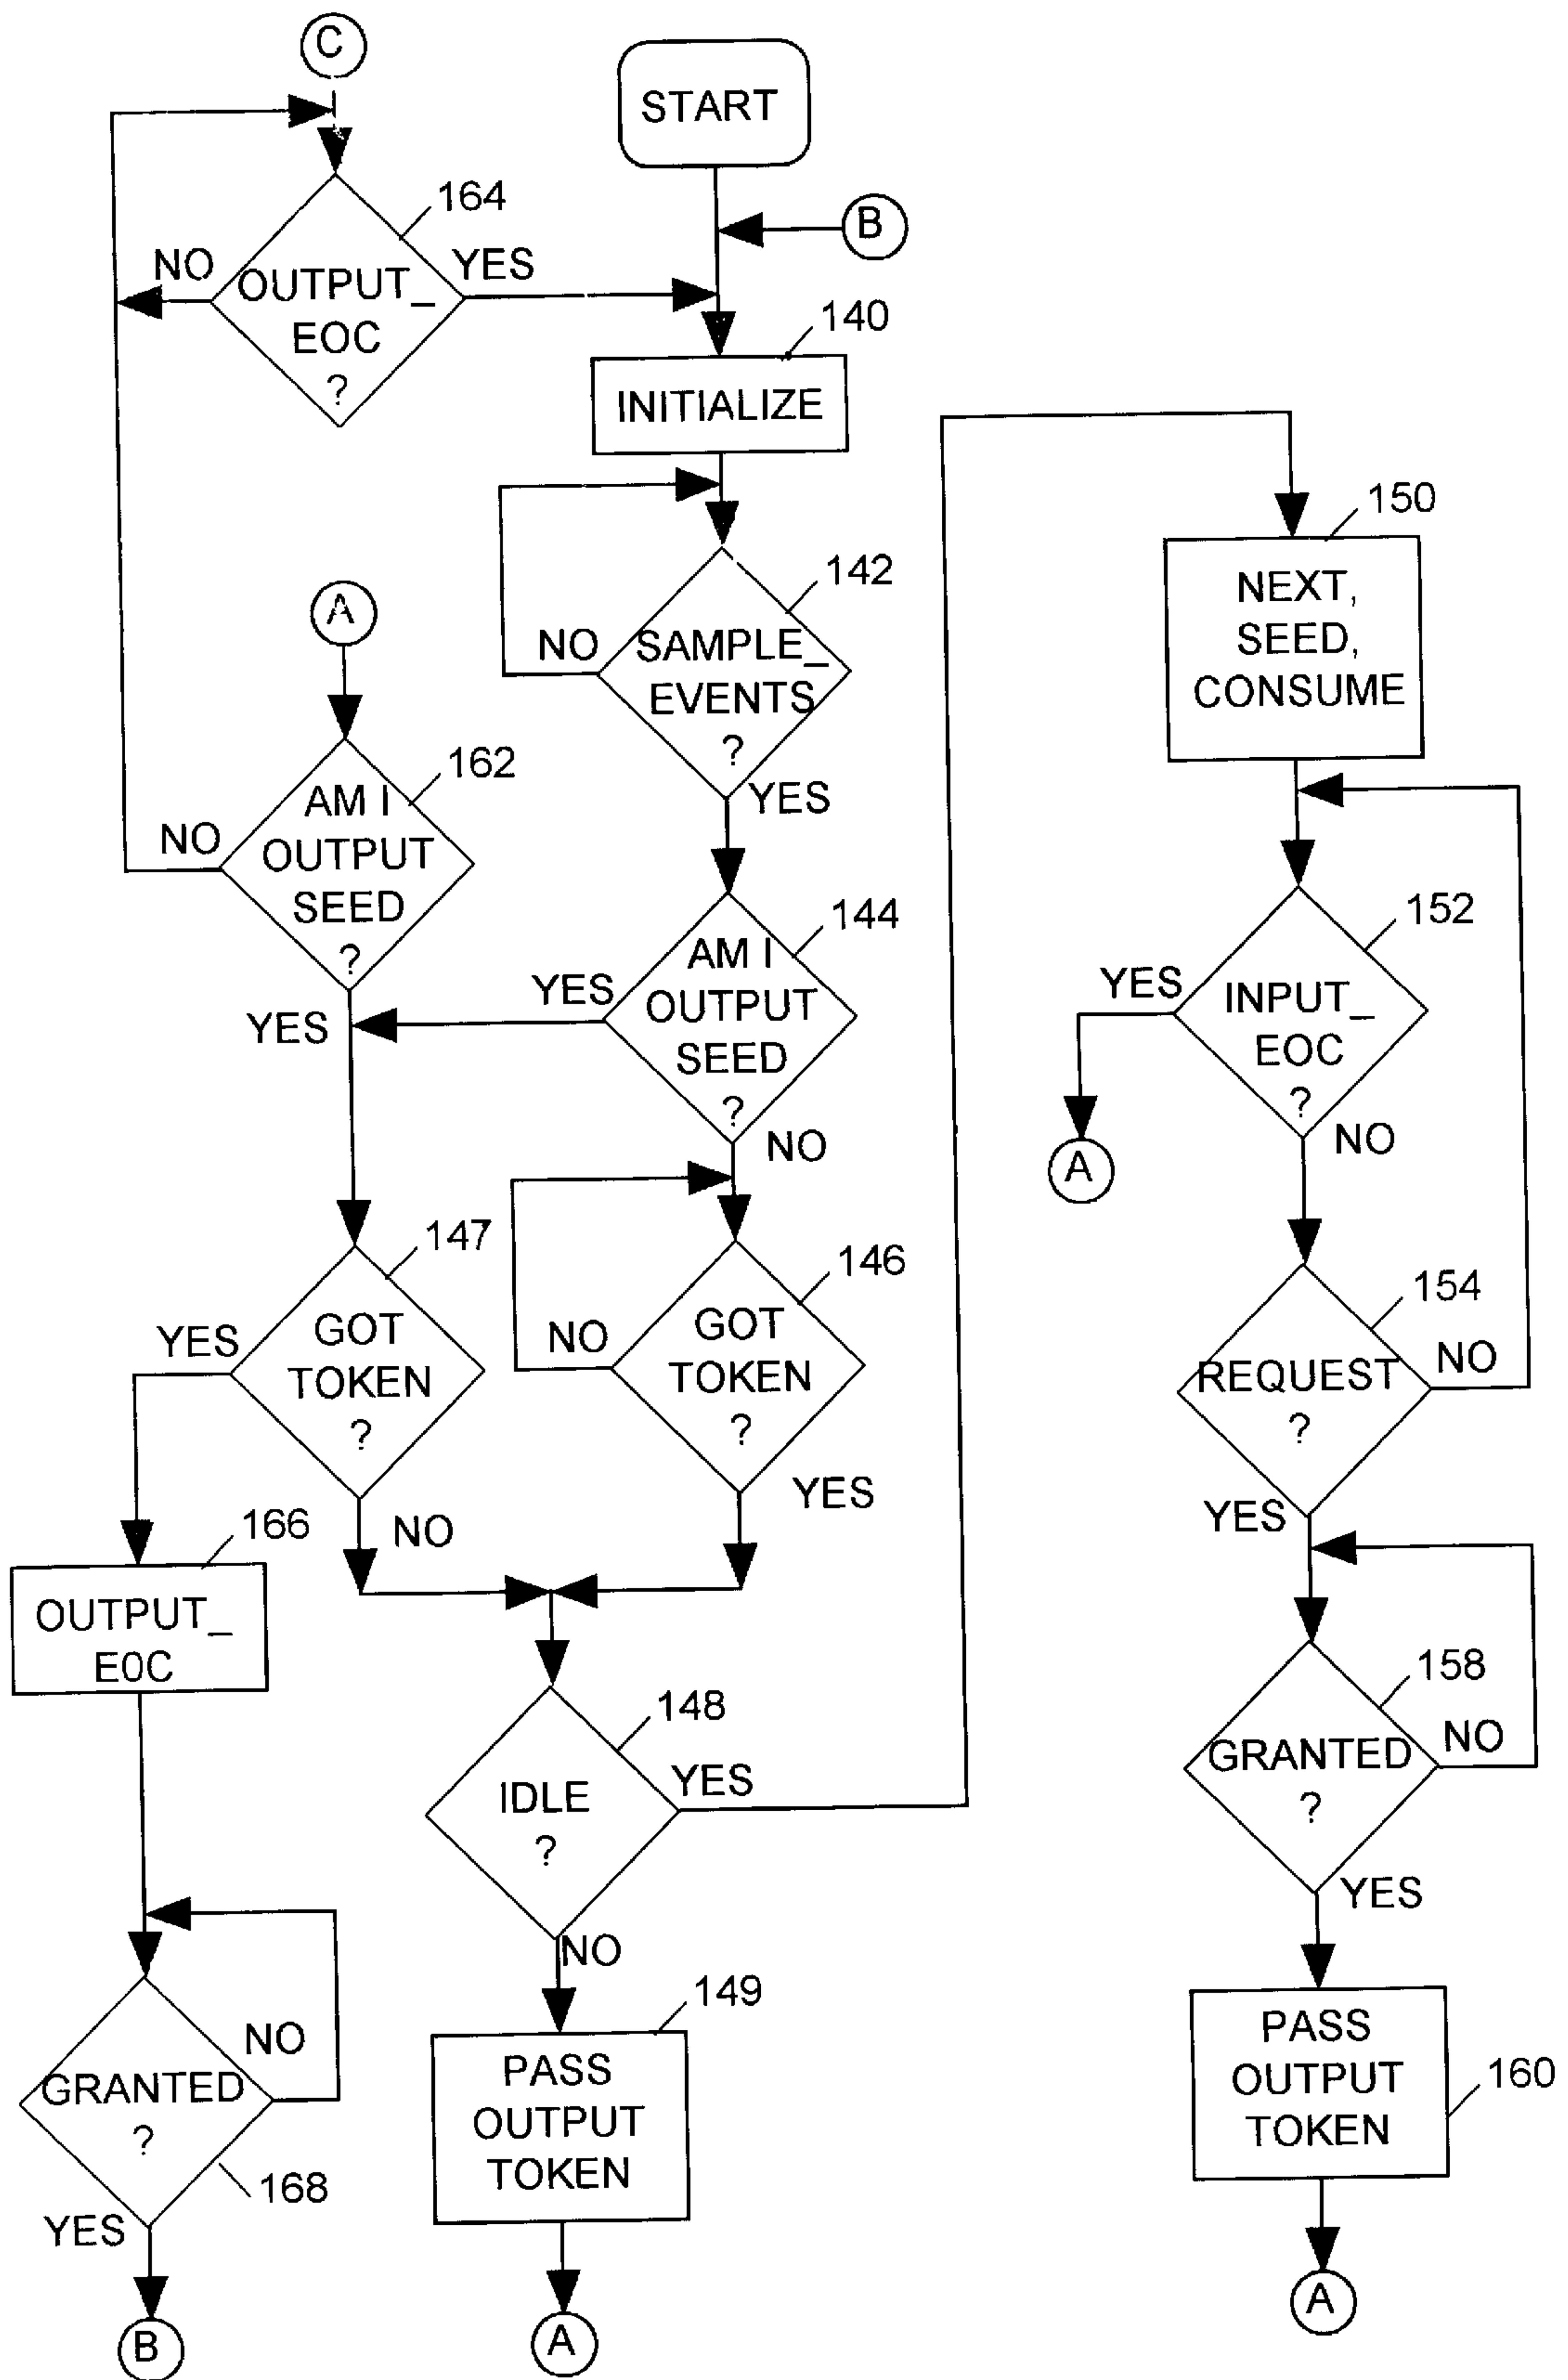 C
START
164
B
NO
YES
OUTPUT_
EOC
?
140
INITIALIZE
150
NEXT,
SEED,
CONSUME
142
NO
SAMPLE_
EVENTS
?
YES
A
162
AM I
OUTPUT
SEED
?
NO
YES
144
AM I
OUTPUT
SEED
?
YES
NO
152
YES
INPUT_
EOC
?
NO
A
147
YES
GOT
TOKEN
?
NO
146
NO
GOT
TOKEN
?
YES
154
REQUEST
?
NO
YES
166
OUTPUT_
E0C
148
IDLE
?
YES
NO
158
GRANTED
?
NO
YES
NO
GRANTED
?
168
YES
B
149
PASS
OUTPUT
TOKEN
A
PASS
OUTPUT
TOKEN
160
A